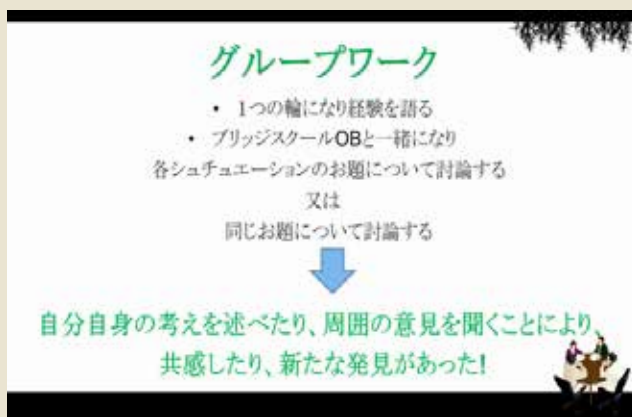 グループワーク
• 1つの輪になり経験を語る
• ブリッジスクールOBと一緒になり
各シュチュエーションのお題について討論する
又は
同じお題について討論する
自分自身の考えを述べたり、周囲の意見を聞くことにより、
共感したり、新たな発見があった!